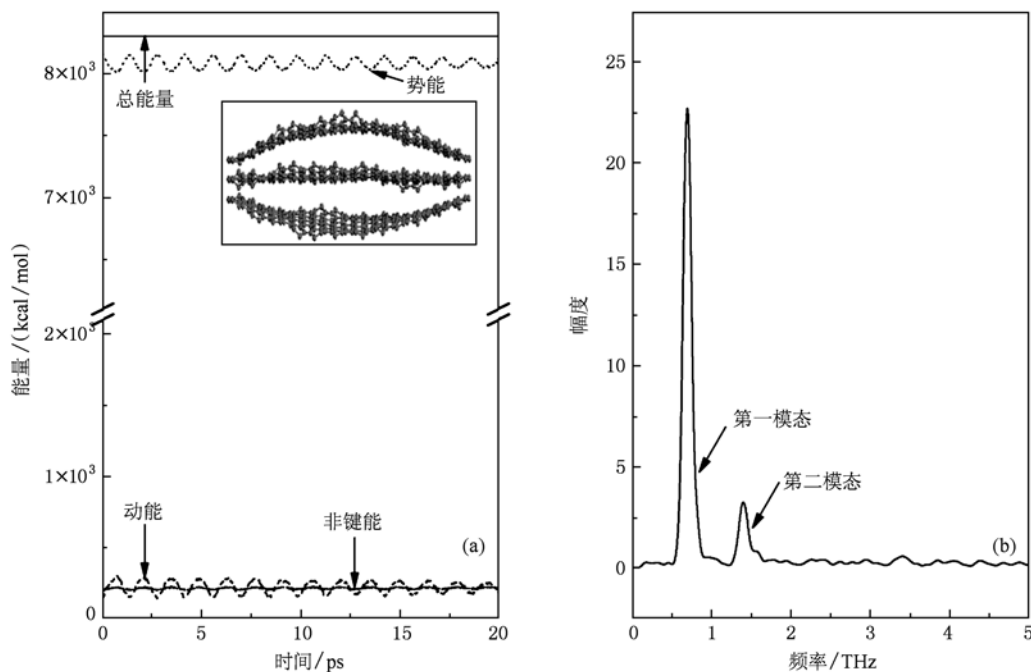 8×10³
总能量
势能
7×10³
2×10³
1×10³
动能
非键能
(a)
0
0
5
10
15
20
能量/(kcal/mol)
时间/ps
25
22
17
15
10
5
0
第一模态
第二模态
(b)
0
1
2
3
4
5
幅度
频率/THz